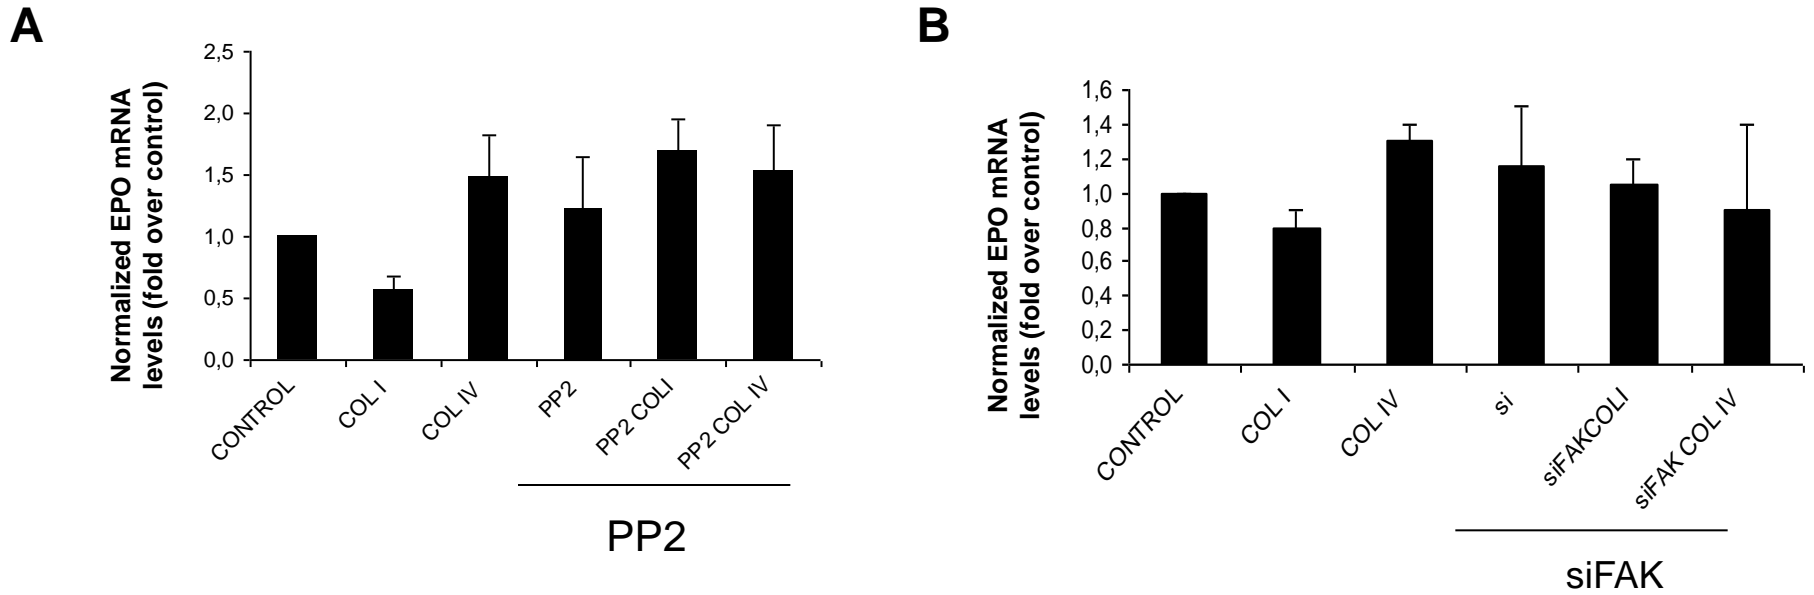 A
Normalized EPO mRNA
levels (fold over control)
2,5
2,0
1,5
1,0
0,5
0,0
CONTROL
COL I
COL IV
PP2
PP2 COLI
PP2 COL IV
PP2
B
Normalized EPO mRNA
levels (fold over control)
1,6
1,4
1,2
1,0
0,8
0,6
0,4
0,2
0,0
CONTROL
COL I
COL IV
si
siFAKCOLI
siFAK COL IV
siFAK